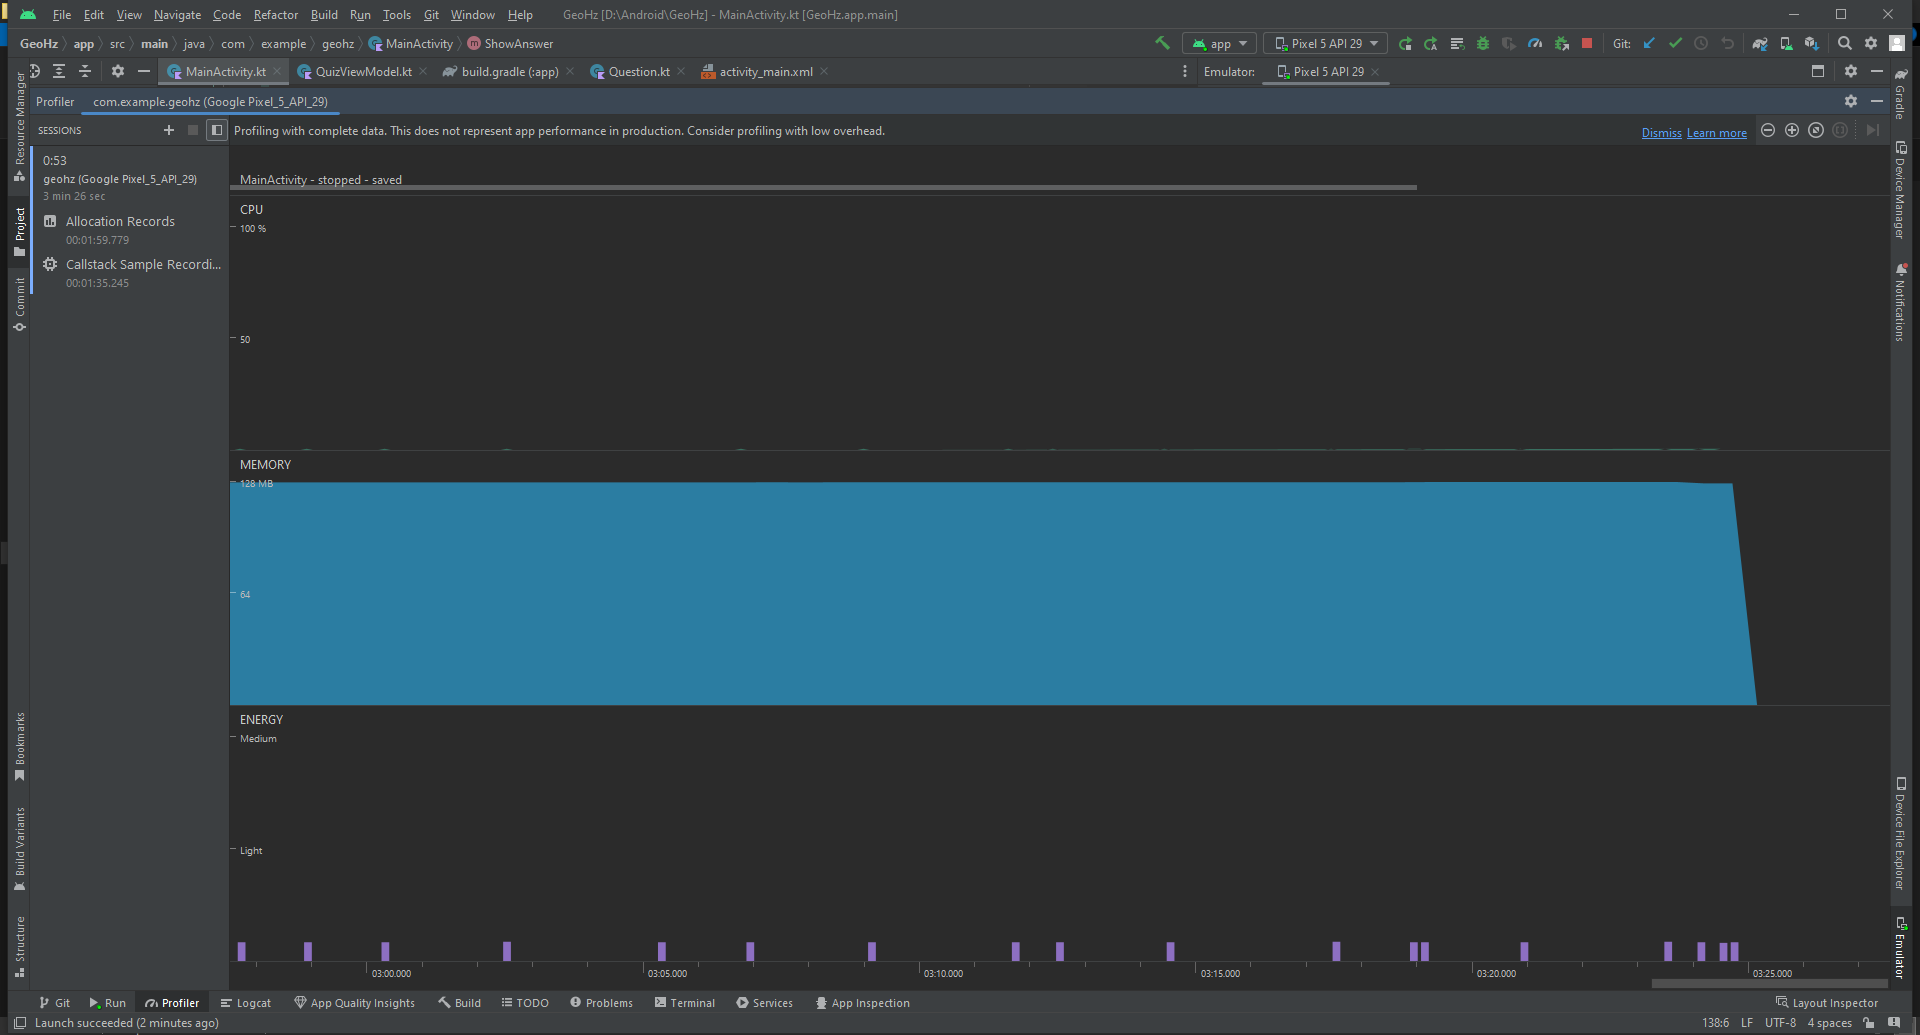 File Edit View Navigate Code Refactor Build Run Tools Git Window Help GeoHz [D:\Android\GeoHz] - MainActivity.kt [GeoHz.app.main]
GeoHz app src main java com example geohz MainActivity ShowAnswer app Pixel 5 API 29 Git:
MainActivity.kt QuizViewModel.kt build.gradle (:app) Question.kt activity_main.xml Emulator: Pixel 5 API 29
Profiler com.example.geohz (Google Pixel_5_API_29)
SESSIONS
Profiling with complete data. This does not represent app performance in production. Consider profiling with low overhead. Dismiss Learn more
0:53
geohz (Google Pixel_5_API_29)
3 min 26 sec
Allocation Records
00:01:59.779
Callstack Sample Recordi...
00:01:35.245
MainActivity - stopped - saved
CPU
100 %
50
MEMORY
128 MB
64
ENERGY
Medium
Light
03:00.000 03:05.000 03:10.000 03:15.000 03:20.000 03:25.000
Resource Manager
Project
Commit
Bookmarks
Build Variants
Structure
Gradle
Device Manager
Notifications
Device File Explorer
Emulator
Git Run Profiler Logcat App Quality Insights Build TODO Problems Terminal Services App Inspection Layout Inspector
Launch succeeded (2 minutes ago) 138:6 LF UTF-8 4 spaces